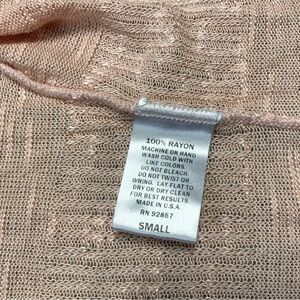 100% RAYON
MACHINE OR HAND
WASH COLD WITH
LIKE COLORS.
DO NOT BLEACH.
DO NOT TWIST OR
WRING. LAY FLAT TO
DRY OR DRY CLEAN
FOR BEST RESULTS.
MADE IN U.S.A.
RN 92857
SMALL